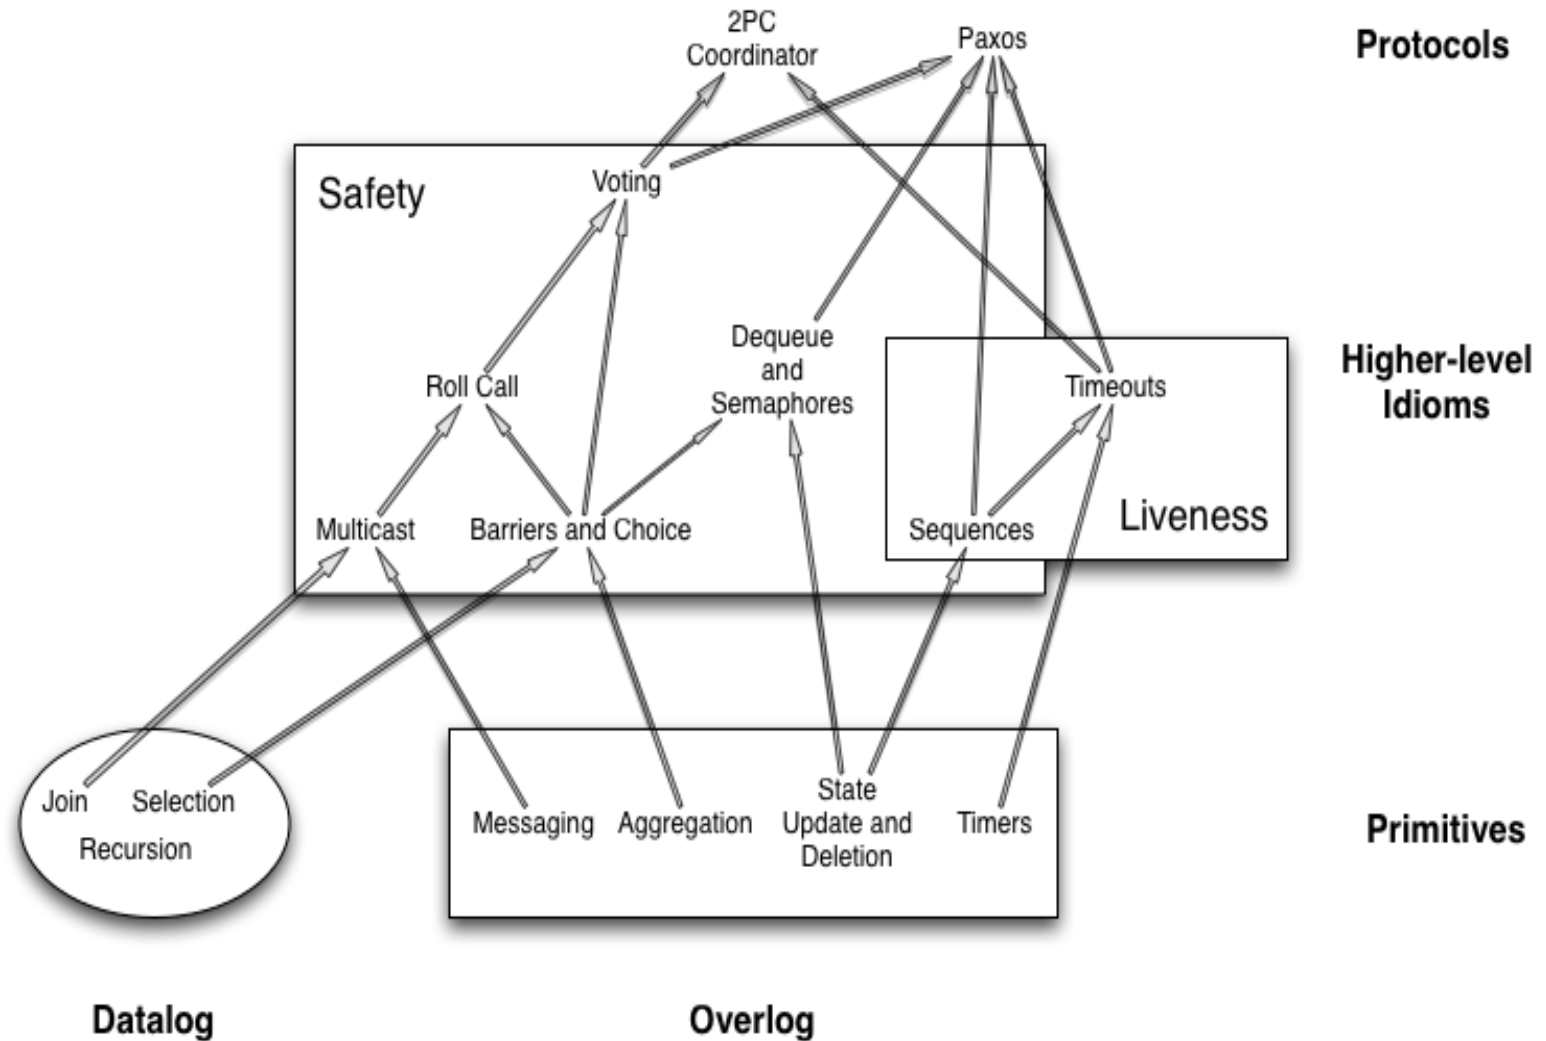 2PC
Coordinator
Paxos
Protocols
Safety
Voting
Dequeue
and
Semaphores
Higher-level
Idioms
Roll Call
Timeouts
Liveness
Multicast
Barriers and Choice
Sequences
Join
Selection
Recursion
Messaging
Aggregation
State
Update and
Deletion
Timers
Primitives
Datalog
Overlog